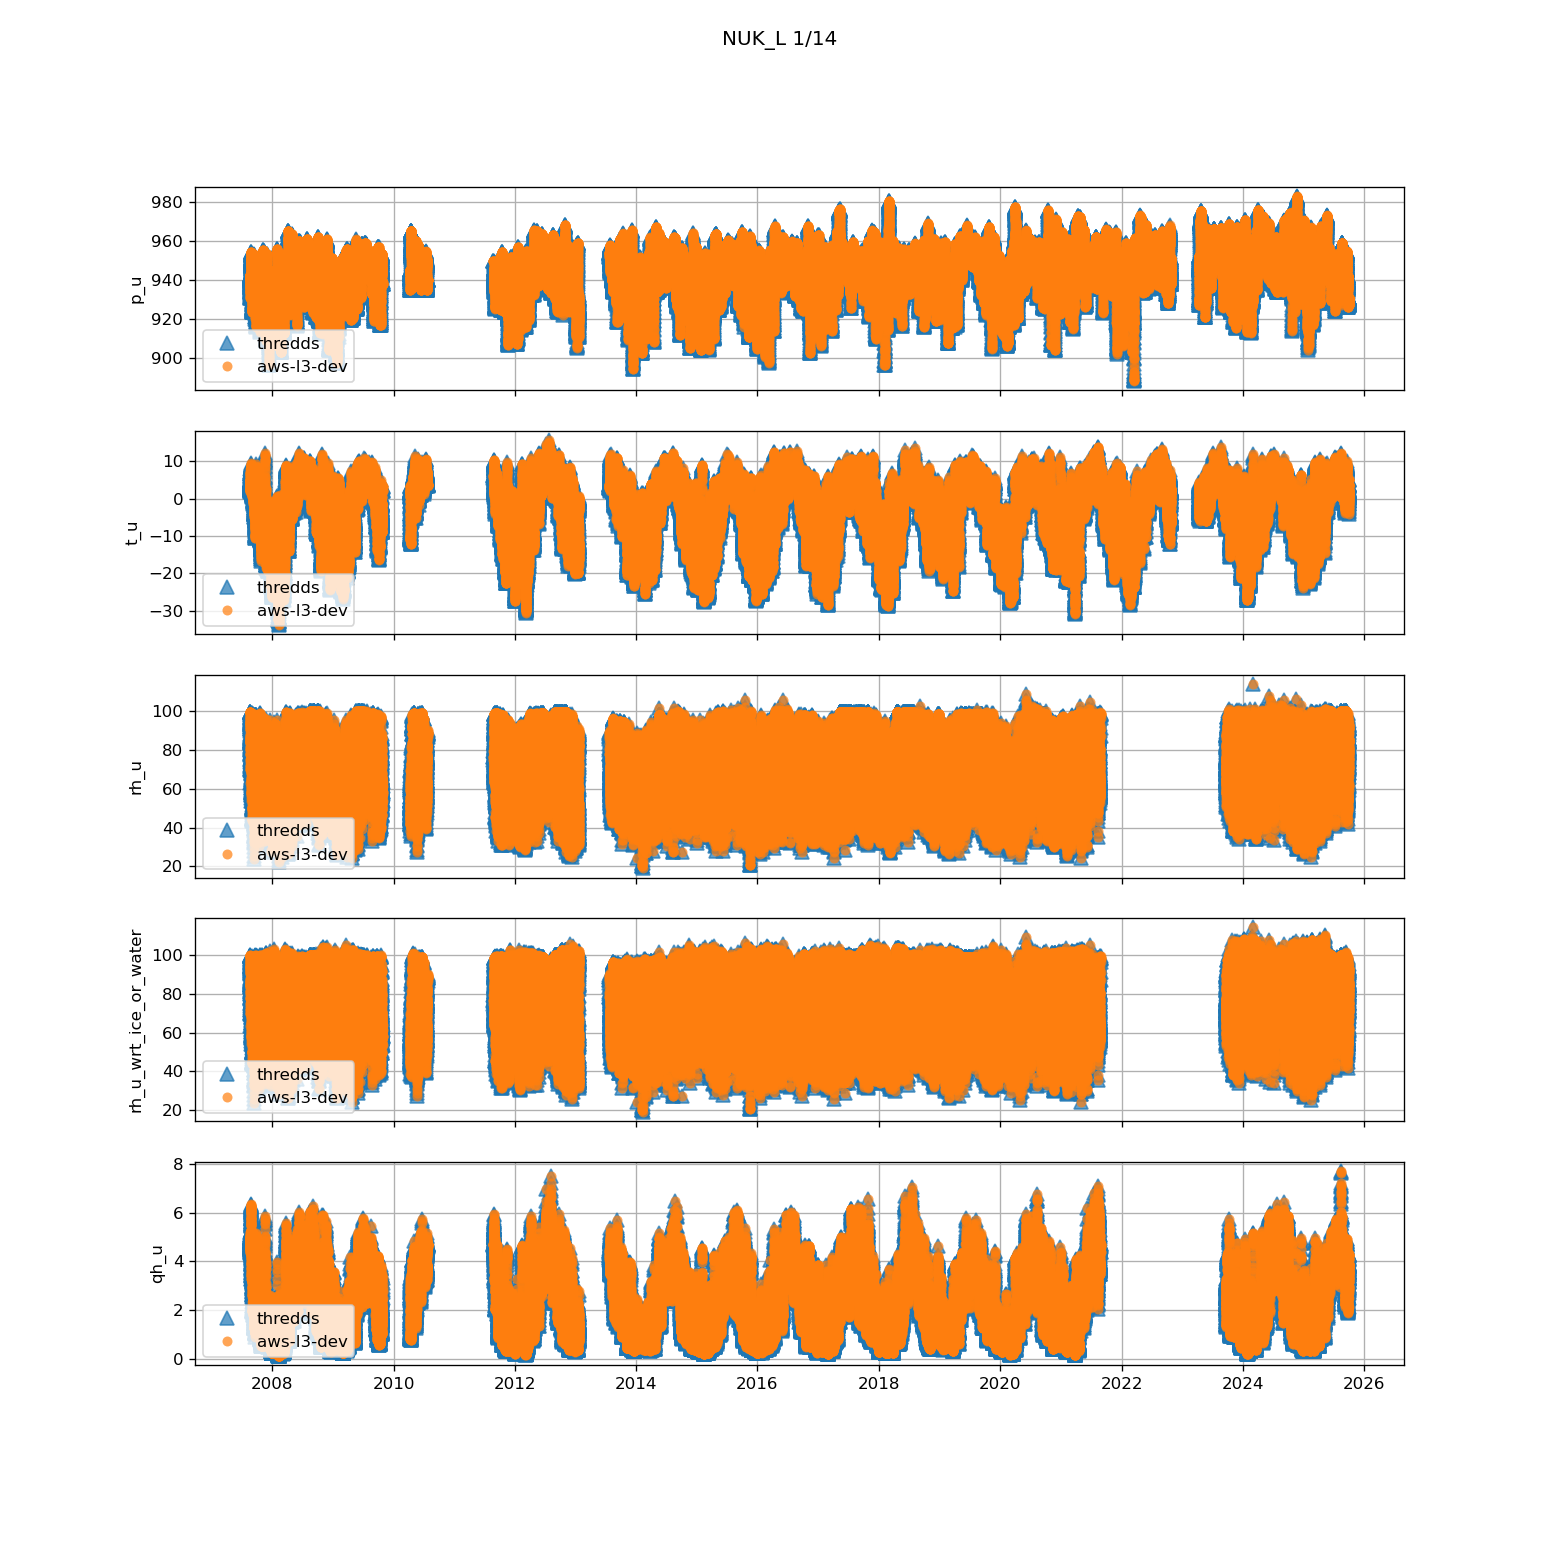 NUK_L 1/14
980
960
940
920
900
p_u
thredds
aws-l3-dev
10
0
−10
−20
−30
t_u
thredds
aws-l3-dev
100
80
60
40
20
rh_u
thredds
aws-l3-dev
100
80
60
40
20
rh_u_wrt_ice_or_water
thredds
aws-l3-dev
8
6
4
2
0
qh_u
thredds
aws-l3-dev
2008 2010 2012 2014 2016 2018 2020 2022 2024 2026